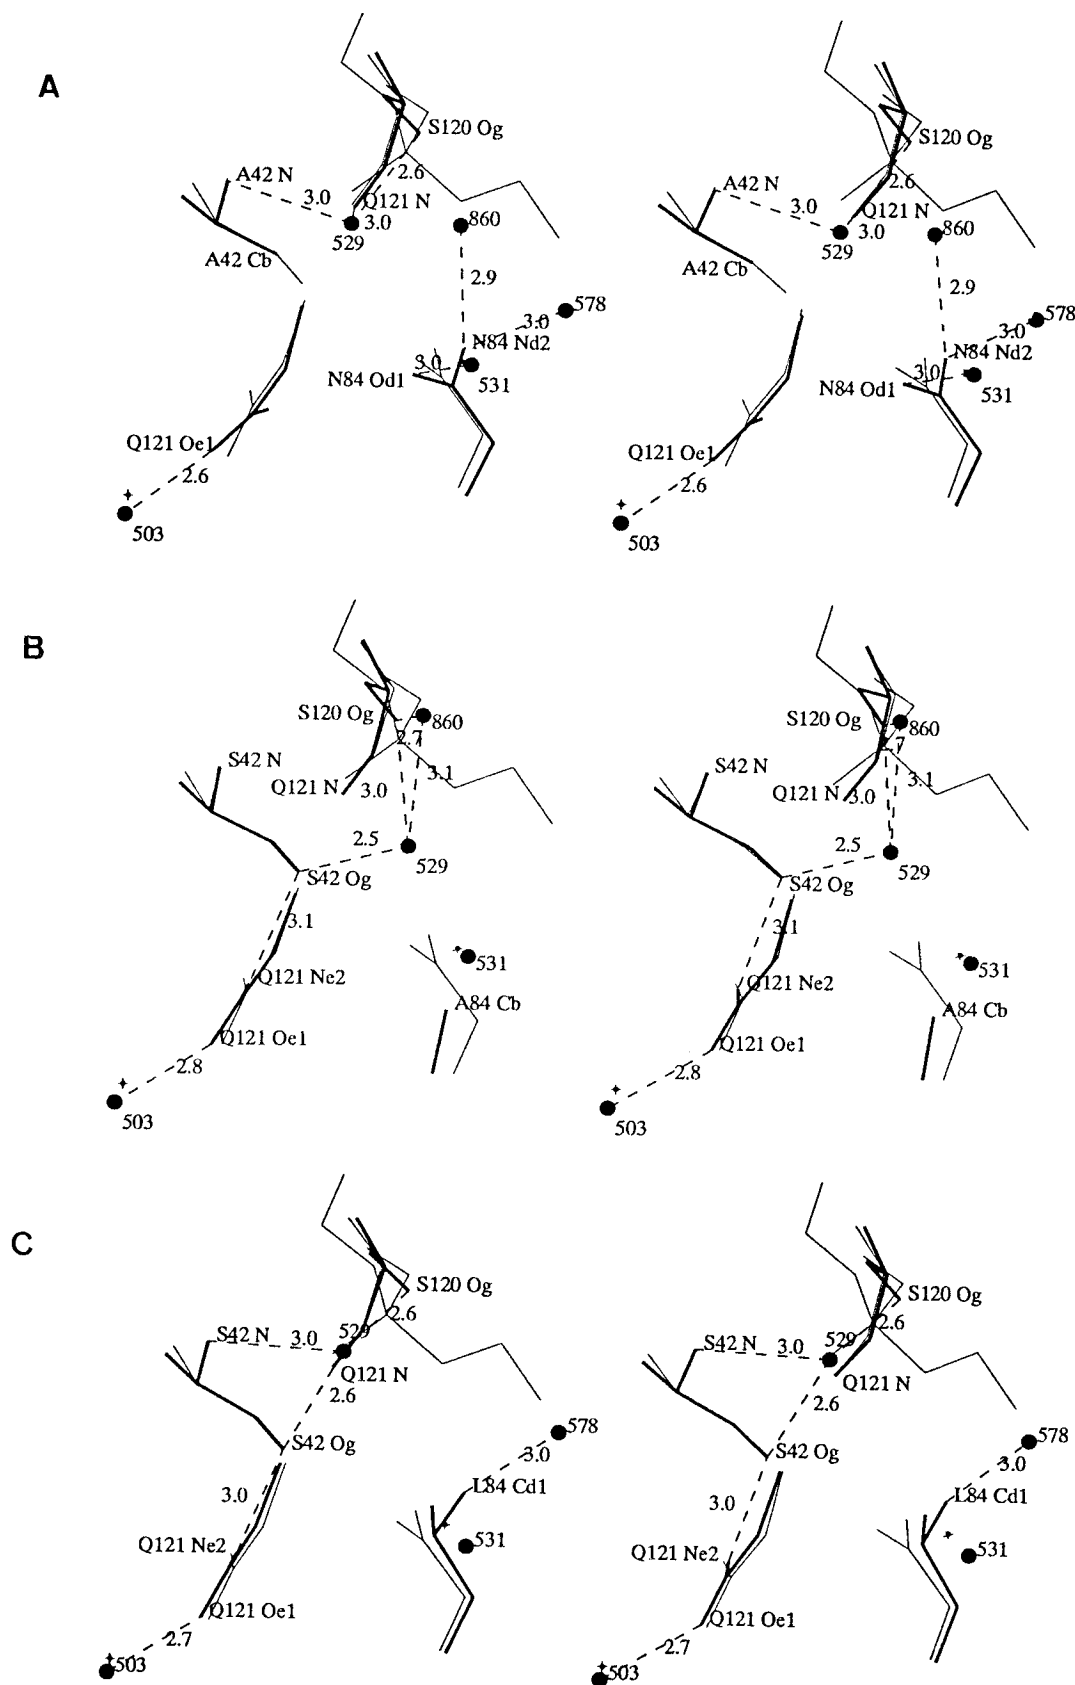 A
S120 Og
S120 Og
A42 N
2.6
A42 N
2.6
3.0
Q121 N
3.0
Q121 N
3.0
860
3.0
860
529
529
A42 Cb
A42 Cb
2.9
2.9
578
578
3.0
3.0
N84 Nd2
N84 Nd2
3.0
3.0
N84 Od1
531
N84 Od1
531
Q121 Oe1
Q121 Oe1
2.6
2.6
503
503
B
S120 Og
860
S120 Og
860
2.7
S42 N
S42 N
3.1
3.1
Q121 N
3.0
Q121 N
3.0
2.5
2.5
529
529
S42 Og
S42 Og
3.1
3.1
531
531
Q121 Ne2
Q121 Ne2
A84 Cb
A84 Cb
Q121 Oe1
Q121 Oe1
2.8
2.8
503
503
C
S120 Og
S120 Og
2.6
2.6
529
529
S42 N
3.0
S42 N
3.0
Q121 N
Q121 N
2.6
2.6
578
578
S42 Og
S42 Og
3.0
3.0
L84 Cd1
L84 Cd1
3.0
3.0
531
531
Q121 Ne2
Q121 Ne2
Q121 Oe1
Q121 Oe1
2.7
2.7
503
503